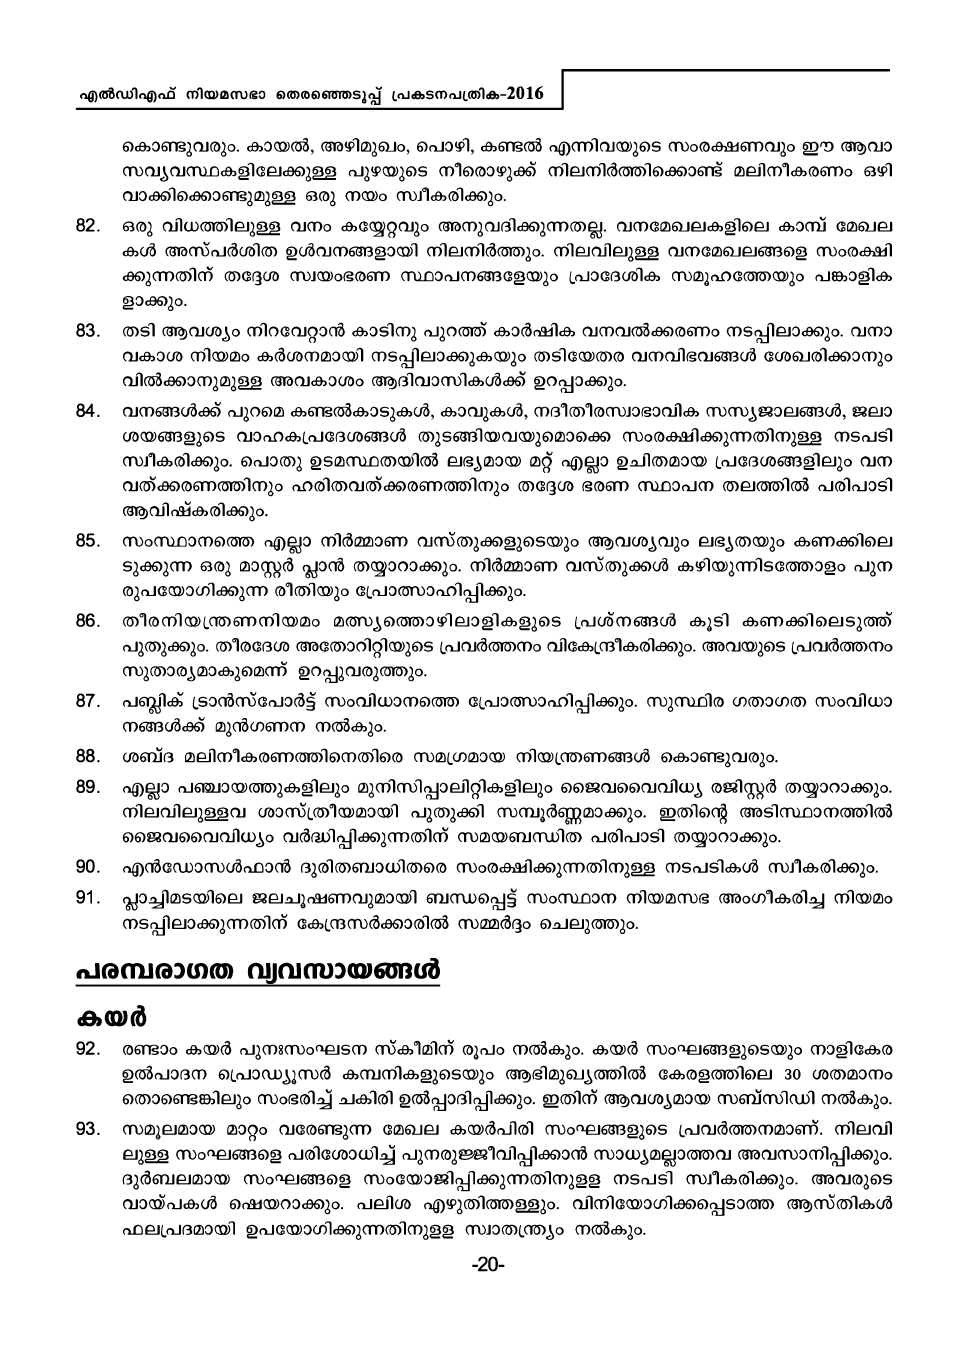 എൽഡിഎഫ് നിയമസഭാ തെരഞ്ഞെടുപ്പ് പ്രകടനപത്രിക-2016
കൊണ്ടുവരും. കായൽ, അഴിമുഖം, പൊഴി, കണ്ടൽ എന്നിവയുടെ സംരക്ഷണവും ഈ ആവാ
സവ്യവസ്ഥകളിലേക്കുള്ള പുഴയുടെ നീരൊഴുക്ക് നിലനിർത്തിക്കൊണ്ട് മലിനീകരണം ഒഴി
വാക്കിക്കൊണ്ടുമുള്ള ഒരു നയം സ്വീകരിക്കും.
82. ഒരു വിധത്തിലുള്ള വനം കയ്യേറ്റവും അനുവദിക്കുന്നതല്ല. വനമേഖലകളിലെ കാമ്പ് മേഖല
കൾ അസ്പർശിത ഉൾവനങ്ങളായി നിലനിർത്തും. നിലവിലുള്ള വനമേഖലങ്ങളെ സംരക്ഷി
ക്കുന്നതിന് തദ്ദേശ സ്വയംഭരണ സ്ഥാപനങ്ങളേയും പ്രാദേശിക സമൂഹത്തേയും പങ്കാളിക
ളാക്കും.
83. തടി ആവശ്യം നിറവേറ്റാൻ കാടിനു പുറത്ത് കാർഷിക വനവൽക്കരണം നടപ്പിലാക്കും. വനാ
വകാശ നിയമം കർശനമായി നടപ്പിലാക്കുകയും തടിയേതര വനവിഭവങ്ങൾ ശേഖരിക്കാനും
വിൽക്കാനുമുള്ള അവകാശം ആദിവാസികൾക്ക് ഉറപ്പാക്കും.
84. വനങ്ങൾക്ക് പുറമെ കണ്ടൽകാടുകൾ, കാവുകൾ, നദീതീരസ്വാഭാവിക സസ്യജാലങ്ങൾ, ജലാ
ശയങ്ങളുടെ വാഹകപ്രദേശങ്ങൾ തുടങ്ങിയവയുമൊക്കെ സംരക്ഷിക്കുന്നതിനുള്ള നടപടി
സ്വീകരിക്കും. പൊതു ഉടമസ്ഥതയിൽ ലഭ്യമായ മറ്റ് എല്ലാ ഉചിതമായ പ്രദേശങ്ങളിലും വന
വത്ക്കരണത്തിനും ഹരിതവത്ക്കരണത്തിനും തദ്ദേശ ഭരണ സ്ഥാപന തലത്തിൽ പരിപാടി
ആവിഷ്കരിക്കും.
85. സംസ്ഥാനത്തെ എല്ലാ നിർമ്മാണ വസ്തുക്കളുടെയും ആവശ്യവും ലഭ്യതയും കണക്കിലെ
ടുക്കുന്ന ഒരു മാസ്റ്റർ പ്ലാൻ തയ്യാറാക്കും. നിർമ്മാണ വസ്തുക്കൾ കഴിയുന്നിടത്തോളം പുന
രുപയോഗിക്കുന്ന രീതിയും പ്രോത്സാഹിപ്പിക്കും.
86. തീരനിയന്ത്രണനിയമം മത്സ്യത്തൊഴിലാളികളുടെ പ്രശ്നങ്ങൾ കൂടി കണക്കിലെടുത്ത്
പുതുക്കും. തീരദേശ അതോറിറ്റിയുടെ പ്രവർത്തനം വികേന്ദ്രീകരിക്കും. അവയുടെ പ്രവർത്തനം
സുതാര്യമാകുമെന്ന് ഉറപ്പുവരുത്തും.
87. പബ്ലിക് ട്രാൻസ്പോർട്ട് സംവിധാനത്തെ പ്രോത്സാഹിപ്പിക്കും. സുസ്ഥിര ഗതാഗത സംവിധാ
നങ്ങൾക്ക് മുൻഗണന നൽകും.
88. ശബ്ദ മലിനീകരണത്തിനെതിരെ സമഗ്രമായ നിയന്ത്രണങ്ങൾ കൊണ്ടുവരും.
89. എല്ലാ പഞ്ചായത്തുകളിലും മുനിസിപ്പാലിറ്റികളിലും ജൈവവൈവിധ്യ രജിസ്റ്റർ തയ്യാറാക്കും.
നിലവിലുള്ളവ ശാസ്ത്രീയമായി പുതുക്കി സമ്പൂർണ്ണമാക്കും. ഇതിന്റെ അടിസ്ഥാനത്തിൽ
ജൈവവൈവിധ്യം വർദ്ധിപ്പിക്കുന്നതിന് സമയബന്ധിത പരിപാടി തയ്യാറാക്കും.
90. എൻഡോസൾഫാൻ ദുരിതബാധിതരെ സംരക്ഷിക്കുന്നതിനുള്ള നടപടികൾ സ്വീകരിക്കും.
91. പ്ലാച്ചിമടയിലെ ജലചൂഷണവുമായി ബന്ധപ്പെട്ട് സംസ്ഥാന നിയമസഭ അംഗീകരിച്ച നിയമം
നടപ്പിലാക്കുന്നതിന് കേന്ദ്രസർക്കാരിൽ സമ്മർദ്ദം ചെലുത്തും.
പരമ്പരാഗത വ്യവസായങ്ങൾ
കയർ
92. രണ്ടാം കയർ പുനഃസംഘടന സ്കീമിന് രൂപം നൽകും. കയർ സംഘങ്ങളുടെയും നാളികേര
ഉൽപാദന പ്രൊഡ്യൂസർ കമ്പനികളുടെയും ആഭിമുഖ്യത്തിൽ കേരളത്തിലെ 30 ശതമാനം
തൊണ്ടെങ്കിലും സംഭരിച്ച് ചകിരി ഉൽപ്പാദിപ്പിക്കും. ഇതിന് ആവശ്യമായ സബ്സിഡി നൽകും.
93. സമൂലമായ മാറ്റം വരേണ്ടുന്ന മേഖല കയർപിരി സംഘങ്ങളുടെ പ്രവർത്തനമാണ്. നിലവി
ലുള്ള സംഘങ്ങളെ പരിശോധിച്ച് പുനരുജ്ജീവിപ്പിക്കാൻ സാധ്യമല്ലാത്തവ അവസാനിപ്പിക്കും.
ദുർബലമായ സംഘങ്ങളെ സംയോജിപ്പിക്കുന്നതിനുളള നടപടി സ്വീകരിക്കും. അവരുടെ
വായ്പകൾ ഷെയറാക്കും. പലിശ എഴുതിത്തള്ളും. വിനിയോഗിക്കപ്പെടാത്ത ആസ്തികൾ
ഫലപ്രദമായി ഉപയോഗിക്കുന്നതിനുളള സ്വാതന്ത്ര്യം നൽകും.
-20-